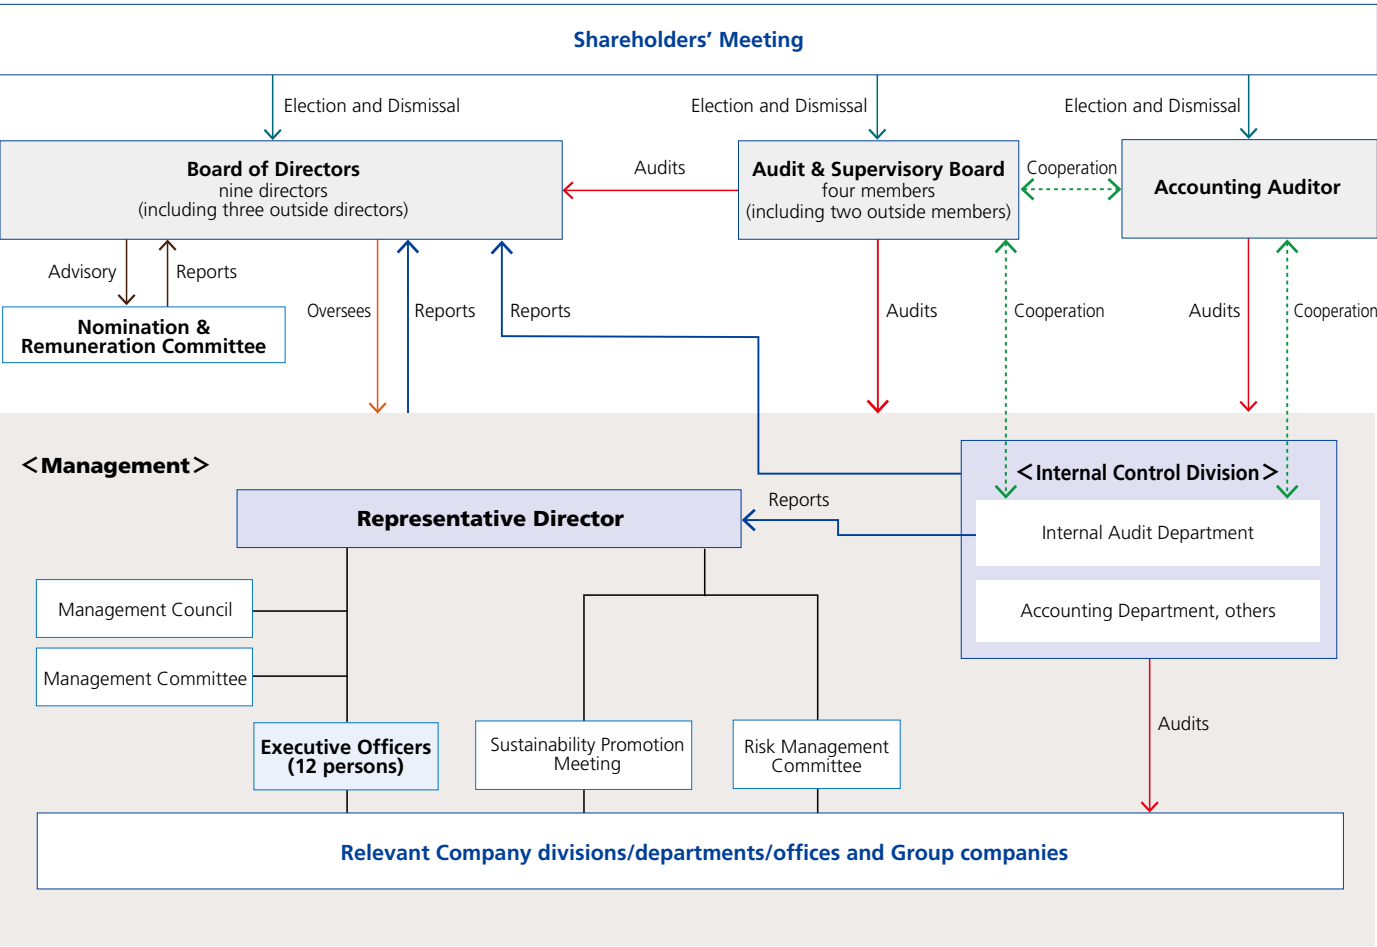 Shareholders’ Meeting
Election and Dismissal
Election and Dismissal
Election and Dismissal
Board of Directors
nine directors
(including three outside directors)
Audits
Audit & Supervisory Board
four members
(including two outside members)
Cooperation
Accounting Auditor
Advisory
Reports
Nomination &
Remuneration Committee
Oversees
Reports
Reports
Audits
Cooperation
Audits
Cooperation
<Management>
<Internal Control Division>
Representative Director
Reports
Internal Audit Department
Accounting Department, others
Management Council
Management Committee
Executive Officers
(12 persons)
Sustainability Promotion
Meeting
Risk Management
Committee
Audits
Relevant Company divisions/departments/offices and Group companies